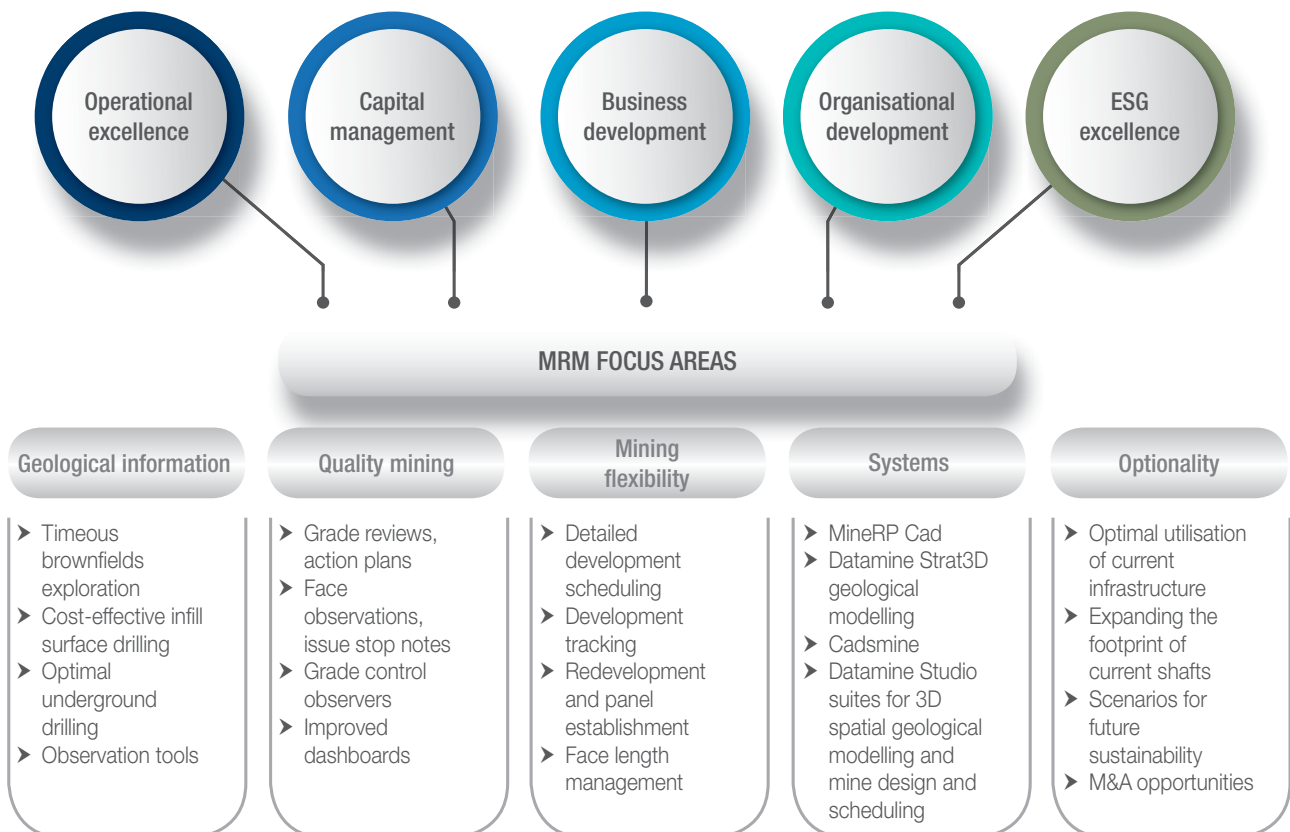 Operational
excellence
Capital
management
Business
development
Organisational
development
ESG
excellence
MRM FOCUS AREAS
Geological information
➤ Timeous
brownfields
exploration
➤ Cost-effective infill
surface drilling
➤ Optimal
underground
drilling
➤ Observation tools
Quality mining
➤ Grade reviews,
action plans
➤ Face
observations,
issue stop notes
➤ Grade control
observers
➤ Improved
dashboards
Mining
flexibility
➤ Detailed
development
scheduling
➤ Development
tracking
➤ Redevelopment
and panel
establishment
➤ Face length
management
Systems
➤ MineRP Cad
➤ Datamine Strat3D
geological
modelling
➤ Cadsmine
➤ Datamine Studio
suites for 3D
spatial geological
modelling and
mine design and
scheduling
Optionality
➤ Optimal utilisation
of current
infrastructure
➤ Expanding the
footprint of
current shafts
➤ Scenarios for
future
sustainability
➤ M&A opportunities